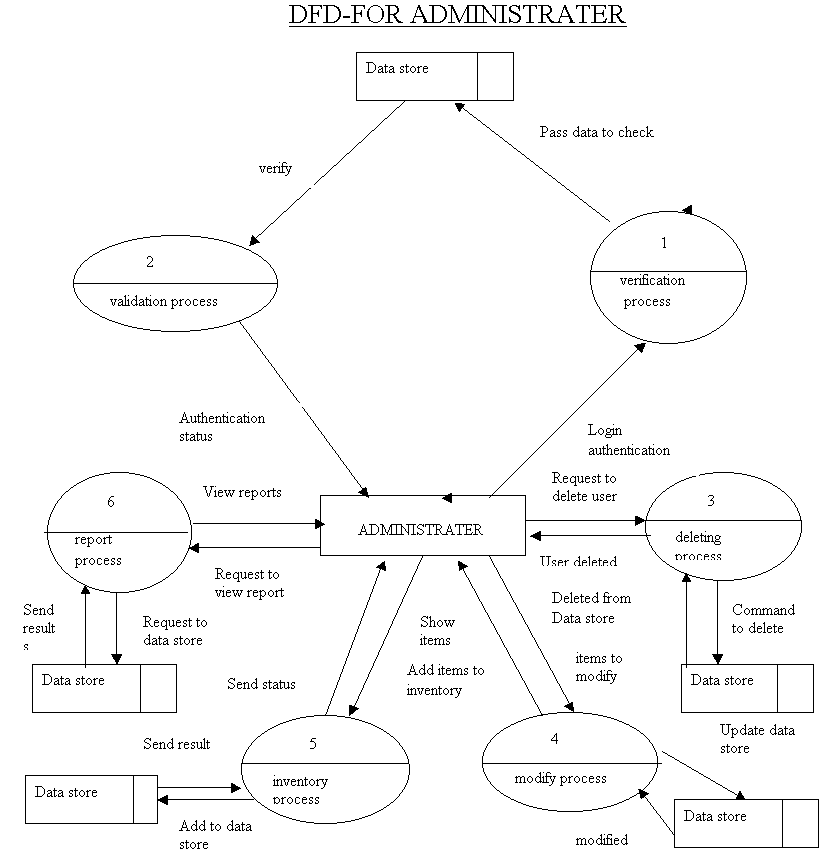 DFD-FOR ADMINISTRATER
Data store
Pass data to check
verify
1
verification
process
2
validation process
Authentication
status
Login
authentication
Request to
delete user
6
report
process
View reports
ADMINISTRATER
3
deleting
process
Request to
view report
User deleted
Send
result
s
Request to
data store
Show
items
Deleted from
Data store
Command
to delete
Add items to
inventory
items to
modify
Data store
Send status
Data store
Update data
store
Send result
5
inventory
process
4
modify process
Data store
Add to data
store
modified
Data store